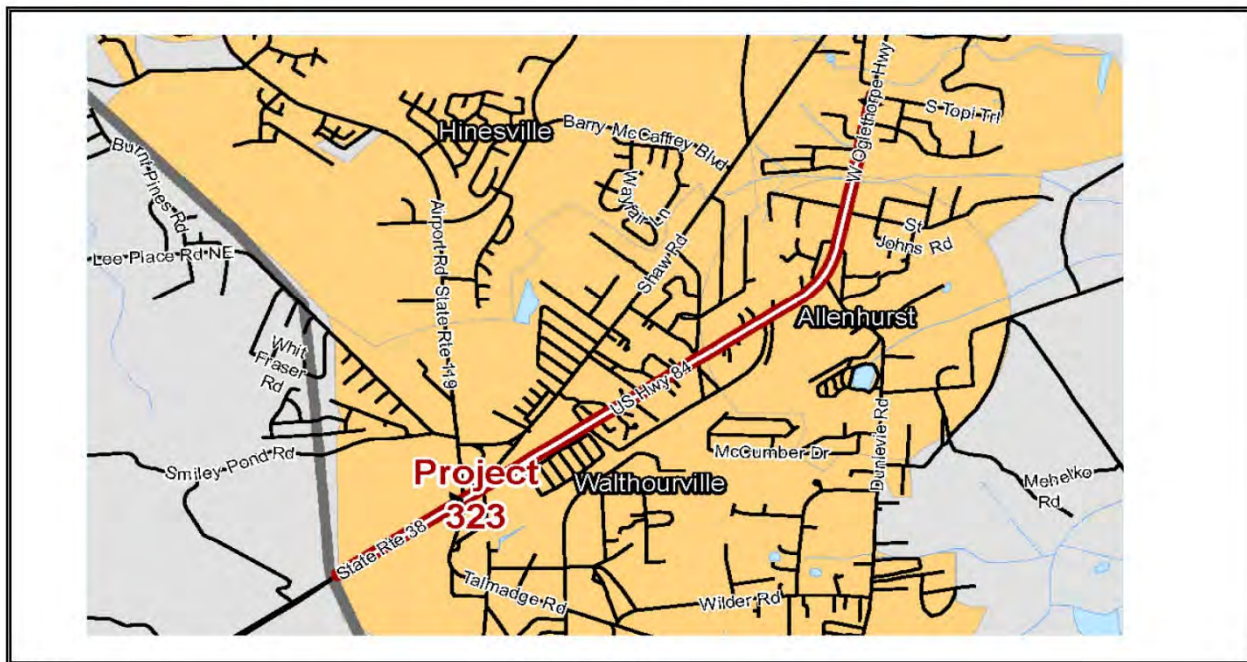 W Oglethorpe Hwy
S Topi Trl
Hinesville
Barry McCaffrey Blvd
Burnt Pines Rd
Wayfair Ln
St
Johns Rd
Lee Place Rd NE
Airport Rd
State Rte 119
Shaw Rd
Allenhurst
Whit
Fraser
Rd
US Hwy 84
Dunlevie Rd
McCumber Dr
Smiley Pond Rd
Project
323
Walthourville
Mehelko
Rd
State Rte 38
Talmadge Rd
Wilder Rd